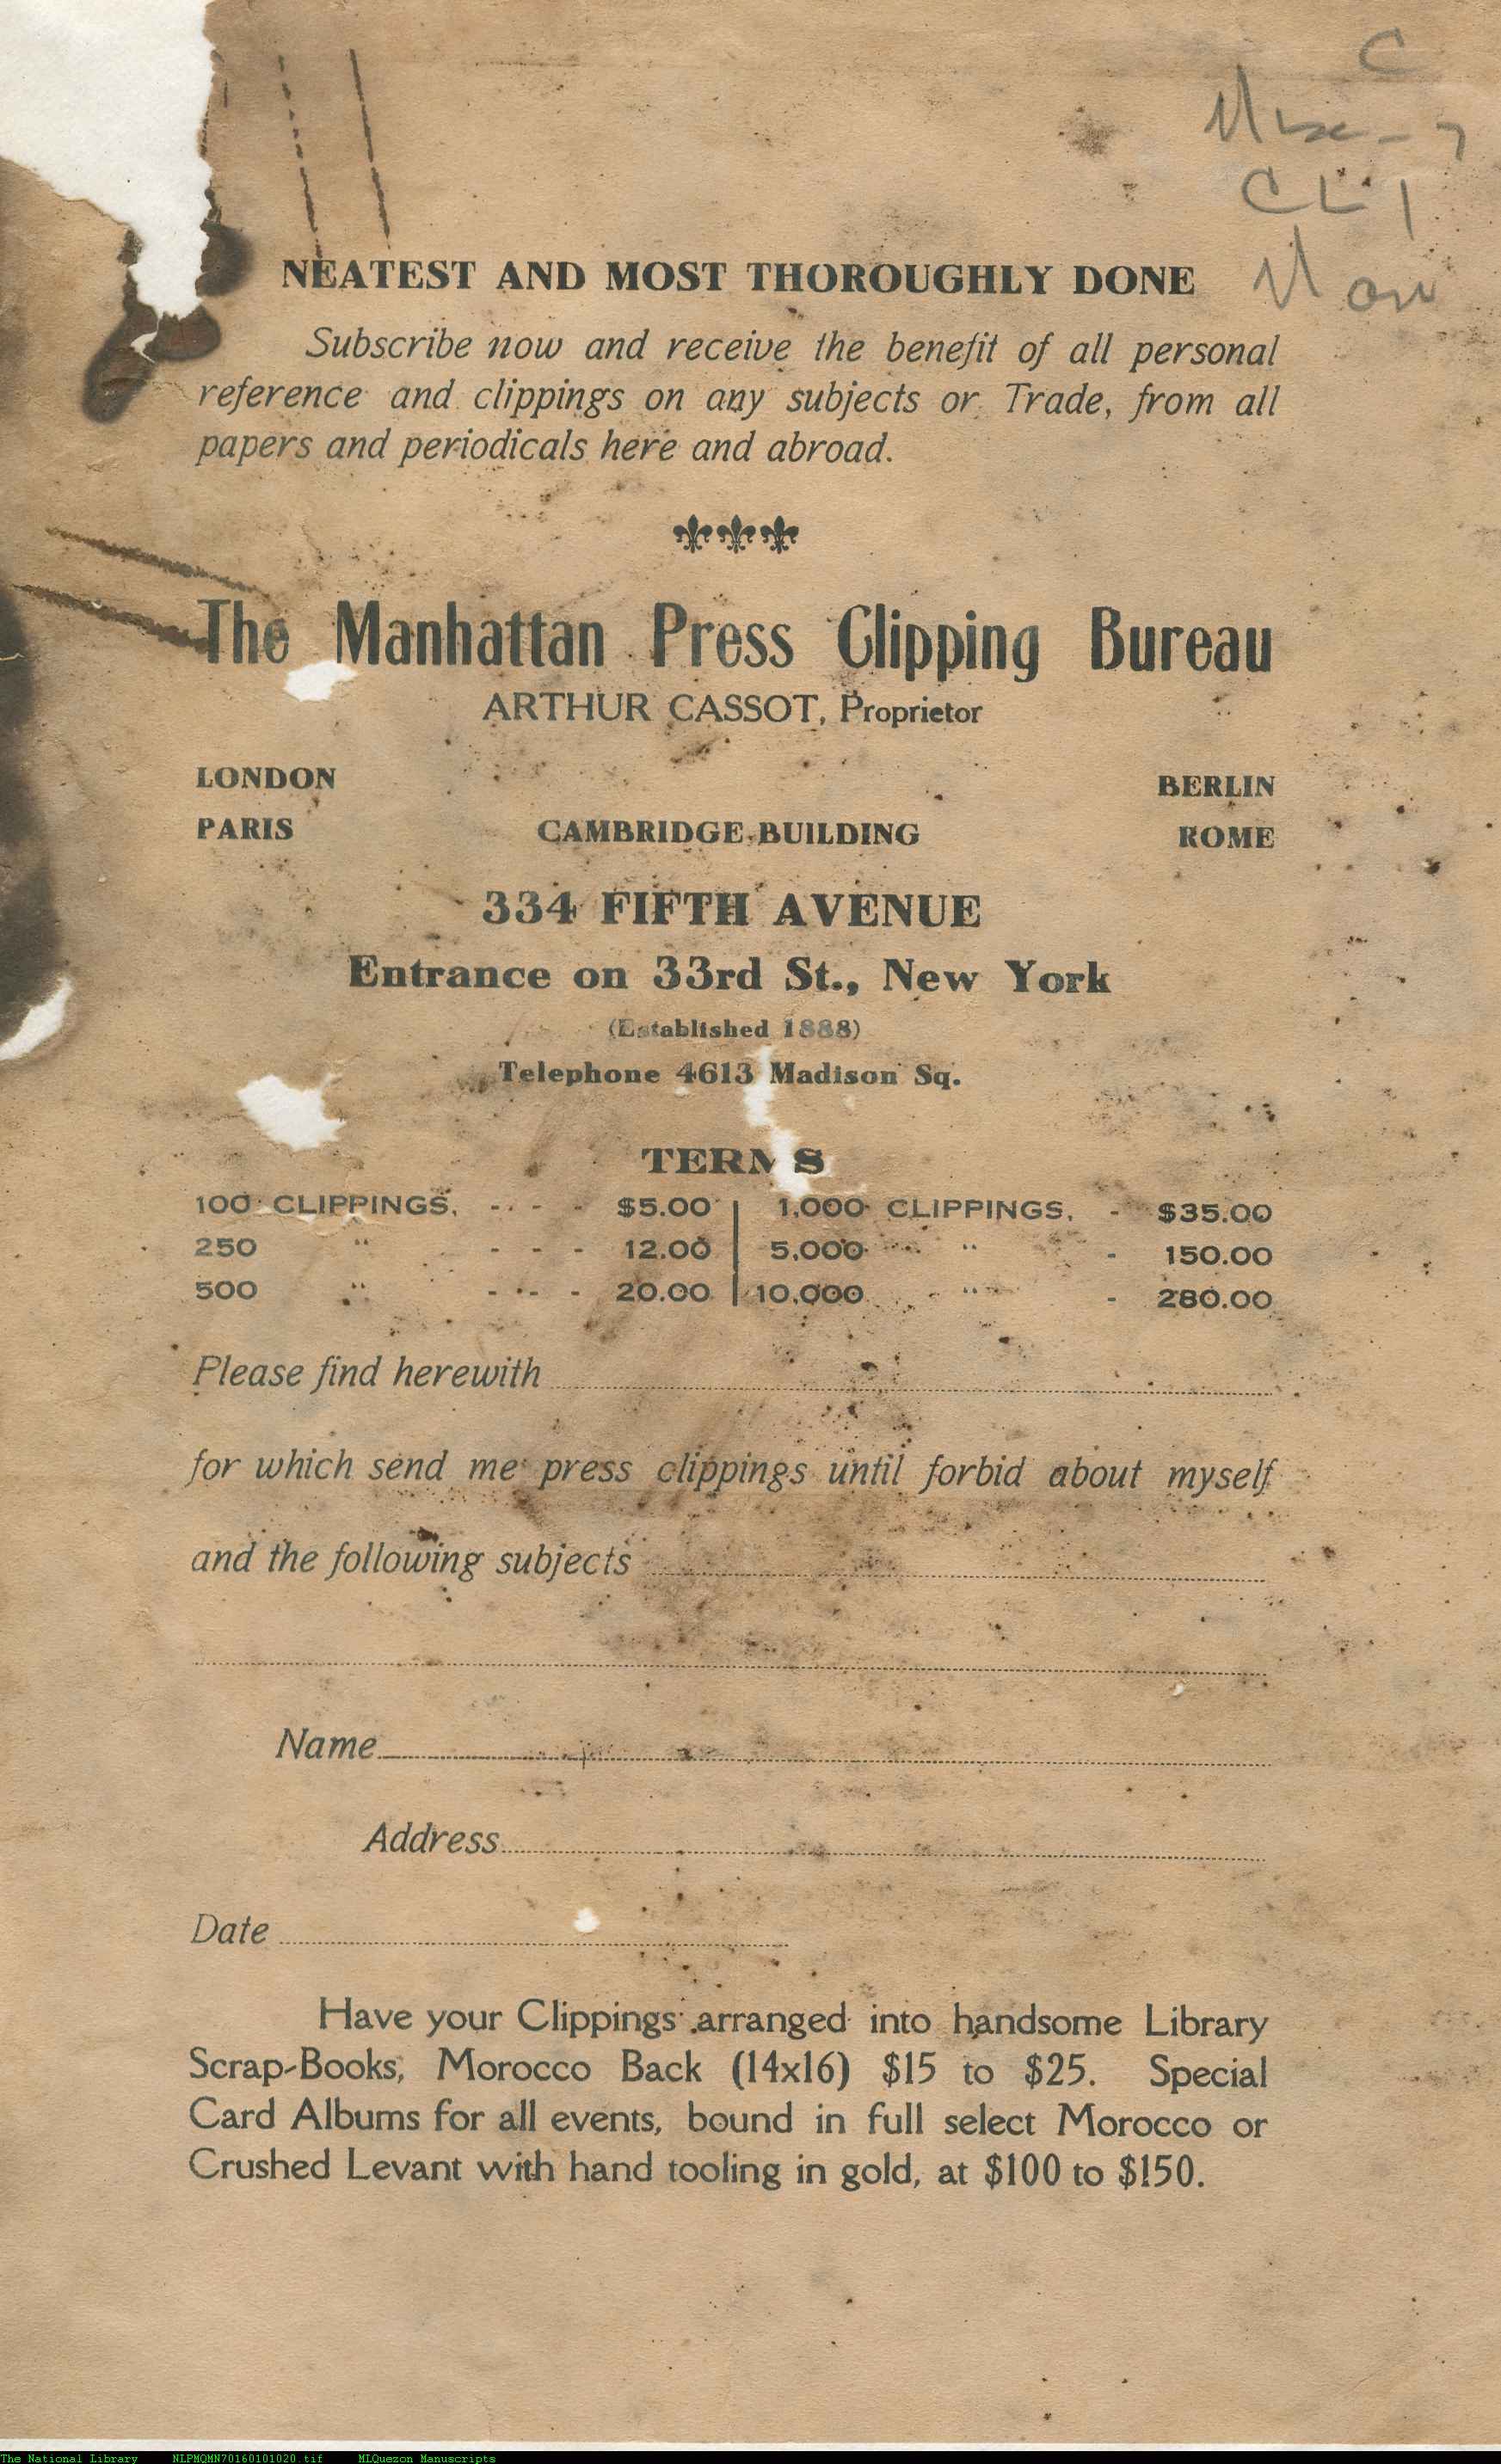 C
NEATEST AND MOST THOROUGHLY DONE
Subscribe now and receive the benefit of all personal
reference and clippings on any subjects or Trade, from all
papers and periodicals here and abroad.
The Manhattan Press Clipping Bureau
ARTHUR CASSOT, Proprietor
LONDON BERLIN
PARIS CAMBRIDGE BUILDING ROME
334 FIFTH AVENUE
Entrance on 33rd St., New York
(Established 1888)
Telephone 4613 Madison Sq.
TERMS
100 CLIPPINGS, - - - $5.00 | 1,000 CLIPPINGS, - $35.00
250 " - - - 12.00 | 5,000 " - 150.00
500 " - - - 20.00 | 10,000 " - 280.00
Please find herewith
for which send me press clippings until forbid about myself
and the following subjects
Name
Address
Date
Have your Clippings arranged into handsome Library
Scrap-Books, Morocco Back (14x16) $15 to $25. Special
Card Albums for all events, bound in full select Morocco or
Crushed Levant with hand tooling in gold, at $100 to $150.
The National Library NLPMQMN70160101020.tif MLQuezon Manuscripts